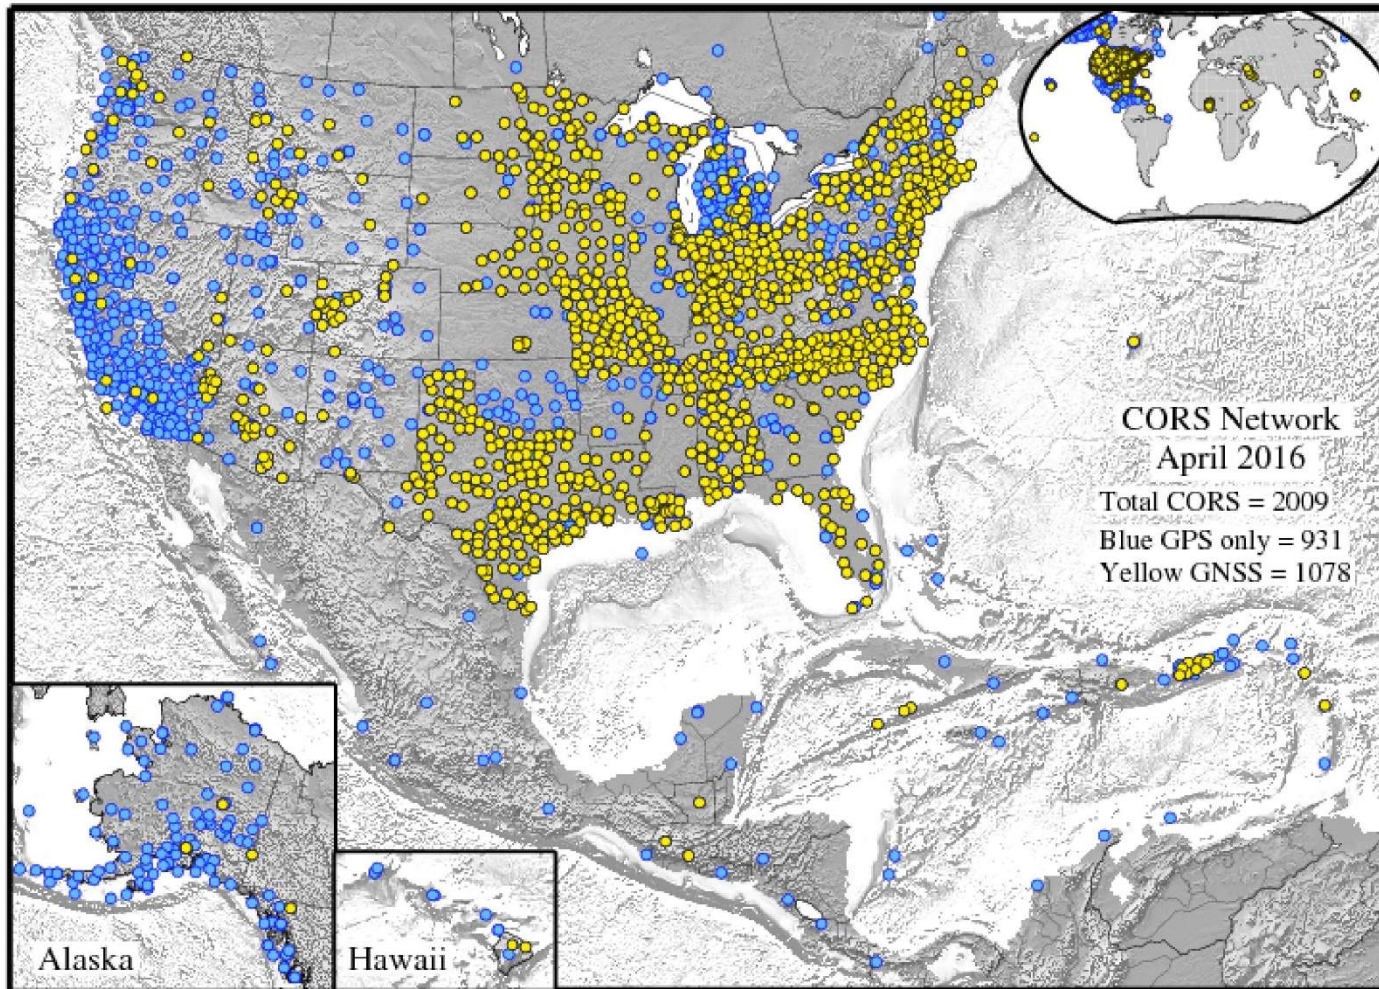 CORS Network
April 2016
Total CORS = 2009
Blue GPS only = 931
Yellow GNSS = 1078
Alaska
Hawaii